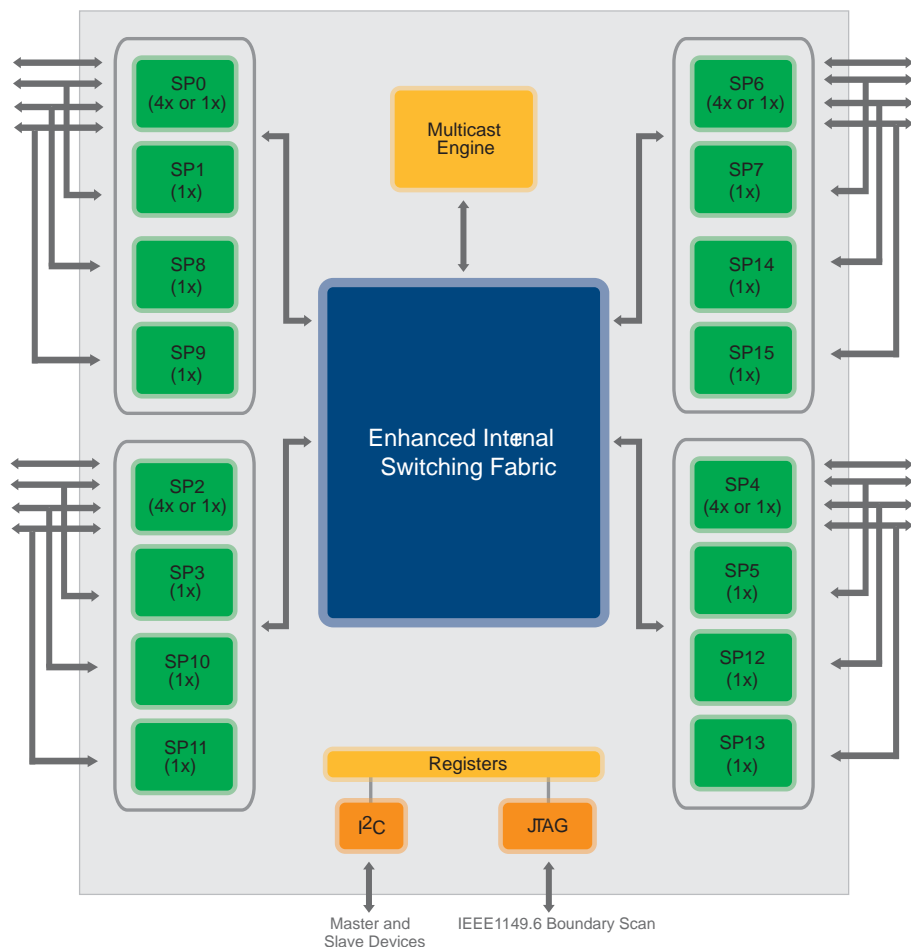 SP0
(4x or 1x)
SP1
(1x)
SP8
(1x)
SP9
(1x)
SP2
(4x or 1x)
SP3
(1x)
SP10
(1x)
SP11
(1x)
Multicast
Engine
Enhanced Internal
Switching Fabric
SP6
(4x or 1x)
SP7
(1x)
SP14
(1x)
SP15
(1x)
SP4
(4x or 1x)
SP5
(1x)
SP12
(1x)
SP13
(1x)
Registers
I2C
JTAG
Master and
Slave Devices
IEEE1149.6 Boundary Scan